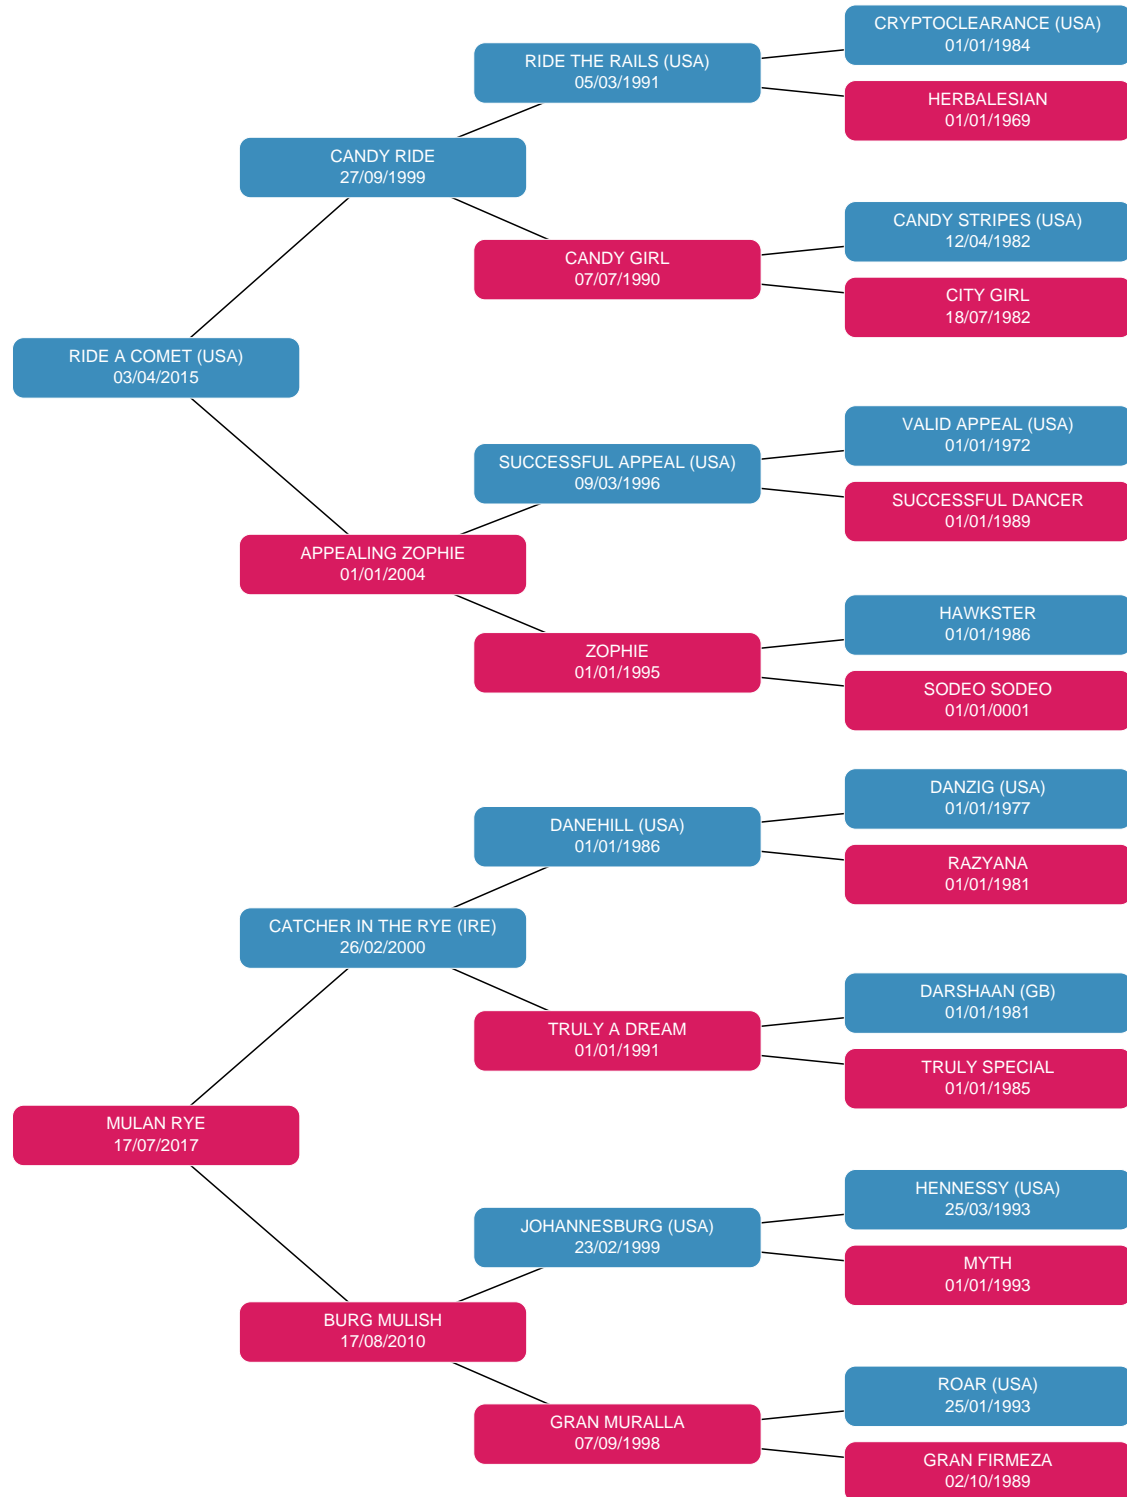 CRYPTOCLEARANCE (USA)
01/01/1984
RIDE THE RAILS (USA)
05/03/1991
HERBALESIAN
01/01/1969
CANDY RIDE
27/09/1999
CANDY STRIPES (USA)
12/04/1982
CANDY GIRL
07/07/1990
CITY GIRL
18/07/1982
RIDE A COMET (USA)
03/04/2015
VALID APPEAL (USA)
01/01/1972
SUCCESSFUL APPEAL (USA)
09/03/1996
SUCCESSFUL DANCER
01/01/1989
APPEALING ZOPHIE
01/01/2004
HAWKSTER
01/01/1986
ZOPHIE
01/01/1995
SODEO SODEO
01/01/0001
DANZIG (USA)
01/01/1977
DANEHILL (USA)
01/01/1986
RAZYANA
01/01/1981
CATCHER IN THE RYE (IRE)
26/02/2000
DARSHAAN (GB)
01/01/1981
TRULY A DREAM
01/01/1991
TRULY SPECIAL
01/01/1985
MULAN RYE
17/07/2017
HENNESSY (USA)
25/03/1993
JOHANNESBURG (USA)
23/02/1999
MYTH
01/01/1993
BURG MULISH
17/08/2010
ROAR (USA)
25/01/1993
GRAN MURALLA
07/09/1998
GRAN FIRMEZA
02/10/1989